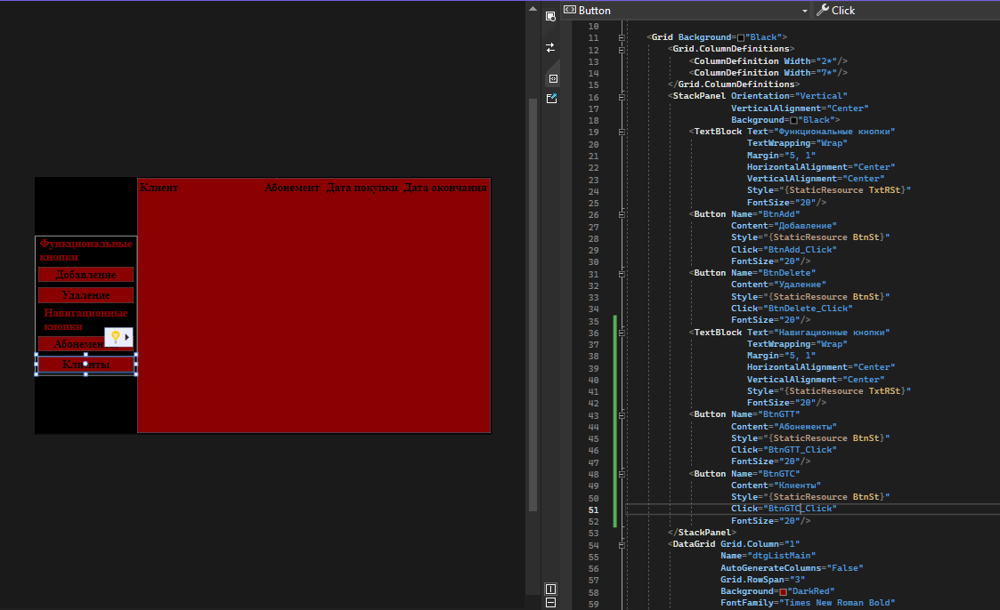 Button
Click
Клиент Абонемент Дата покупки Дата окончания
Функциональные
кнопки
Добавление
Удаление
Навигационные
кнопки
Абонемен
Клиенты
10
11 <Grid Background="Black">
12 <Grid.ColumnDefinitions>
13 <ColumnDefinition Width="2*"/>
14 <ColumnDefinition Width="7*"/>
15 </Grid.ColumnDefinitions>
16 <StackPanel Orientation="Vertical"
17 VerticalAlignment="Center"
18 Background="Black">
19 <TextBlock Text="Функциональные кнопки"
20 TextWrapping="Wrap"
21 Margin="5, 1"
22 HorizontalAlignment="Center"
23 VerticalAlignment="Center"
24 Style="{StaticResource TxtRSt}"
25 FontSize="20"/>
26 <Button Name="BtnAdd"
27 Content="Добавление"
28 Style="{StaticResource BtnSt}"
29 Click="BtnAdd_Click"
30 FontSize="20"/>
31 <Button Name="BtnDelete"
32 Content="Удаление"
33 Style="{StaticResource BtnSt}"
34 Click="BtnDelete_Click"
35 FontSize="20"/>
36 <TextBlock Text="Навигационные кнопки"
37 TextWrapping="Wrap"
38 Margin="5, 1"
39 HorizontalAlignment="Center"
40 VerticalAlignment="Center"
41 Style="{StaticResource TxtRSt}"
42 FontSize="20"/>
43 <Button Name="BtnGTT"
44 Content="Абонементы"
45 Style="{StaticResource BtnSt}"
46 Click="BtnGTT_Click"
47 FontSize="20"/>
48 <Button Name="BtnGTC"
49 Content="Клиенты"
50 Style="{StaticResource BtnSt}"
51 Click="BtnGTC_Click"
52 FontSize="20"/>
53 </StackPanel>
54 <DataGrid Grid.Column="1"
55 Name="dtgListMain"
56 AutoGenerateColumns="False"
57 Grid.RowSpan="3"
58 Background="DarkRed"
59 FontFamily="Times New Roman Bold"